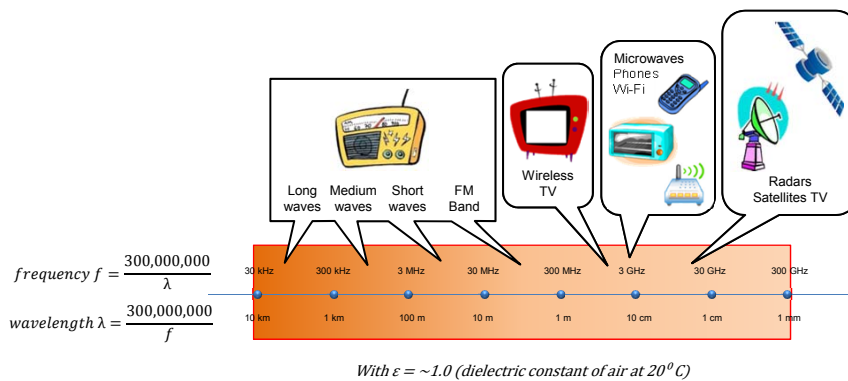 Microwaves
Phones
Wi-Fi
Wireless
TV
Radars
Satellites TV
Long
waves
Medium
waves
Short
waves
FM
Band
frequency f = 300,000,000 / λ
30 kHz 300 kHz 3 MHz 30 MHz 300 MHz 3 GHz 30 GHz 300 GHz
wavelength λ = 300,000,000 / f
10 km 1 km 100 m 10 m 1 m 10 cm 1 cm 1 mm
With ε = ~1.0 (dielectric constant of air at 20⁰ C)